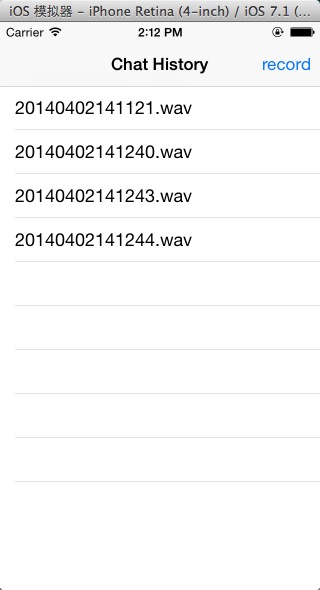 iOS 模拟器 – iPhone Retina (4-inch) / iOS 7.1 (...
Carrier 2:12 PM
Chat History record
20140402141121.wav
20140402141240.wav
20140402141243.wav
20140402141244.wav